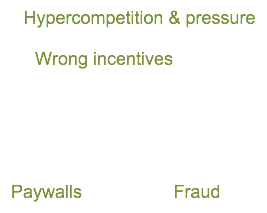 Hypercompetition & pressure
Wrong incentives
Paywalls Fraud